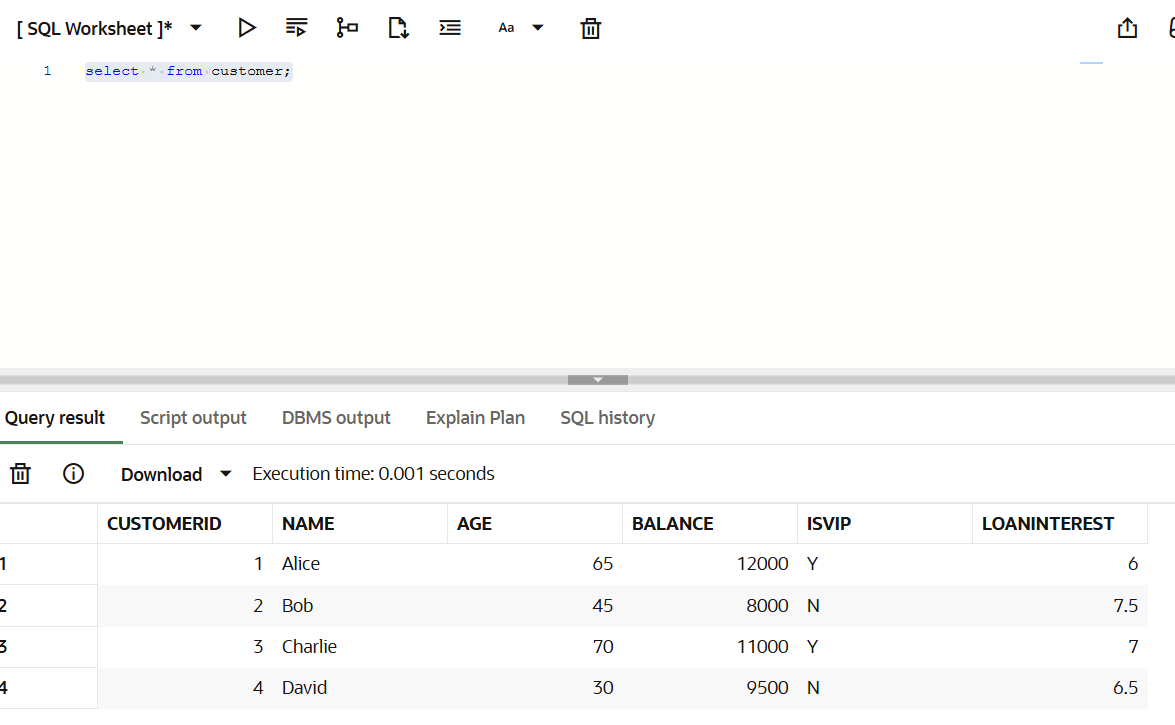 [ SQL Worksheet ]* Aa
1 select * from customer;
Query result Script output DBMS output Explain Plan SQL history
Download Execution time: 0.001 seconds
CUSTOMERID NAME AGE BALANCE ISVIP LOANINTEREST
1 1 Alice 65 12000 Y 6
2 2 Bob 45 8000 N 7.5
3 3 Charlie 70 11000 Y 7
4 4 David 30 9500 N 6.5